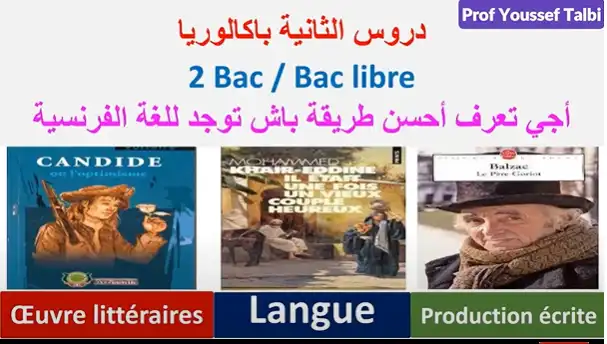 Prof Youssef Talbi
دروس الثانية باكالوريا
2 Bac / Bac libre
أجي تعرف أحسن طريقة باش توجد للغة الفرنسية
CANDIDE
ou l'optimisme
MOHAMMED
KHAÏR-EDDINE
IL ÉTAIT
UNE FOIS
UN VIEUX
COUPLE
HEUREUX
Balzac
Le Père Goriot
Œuvre littéraires
Langue
Production écrite